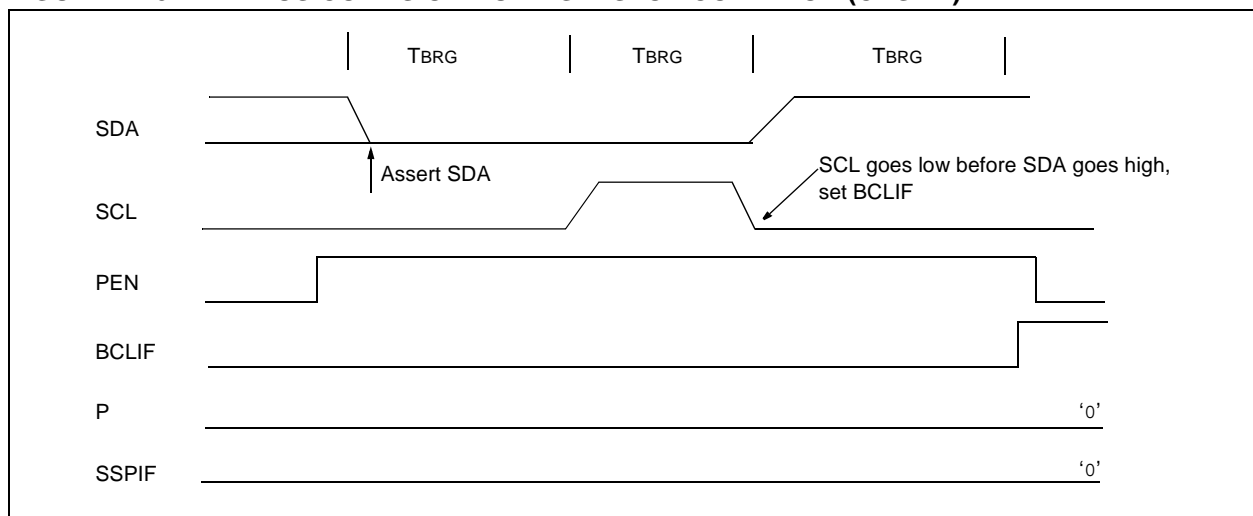 TBRG TBRG TBRG
SDA
Assert SDA
SCL goes low before SDA goes high,
set BCLIF
SCL
PEN
BCLIF
P
'0'
SSPIF
'0'